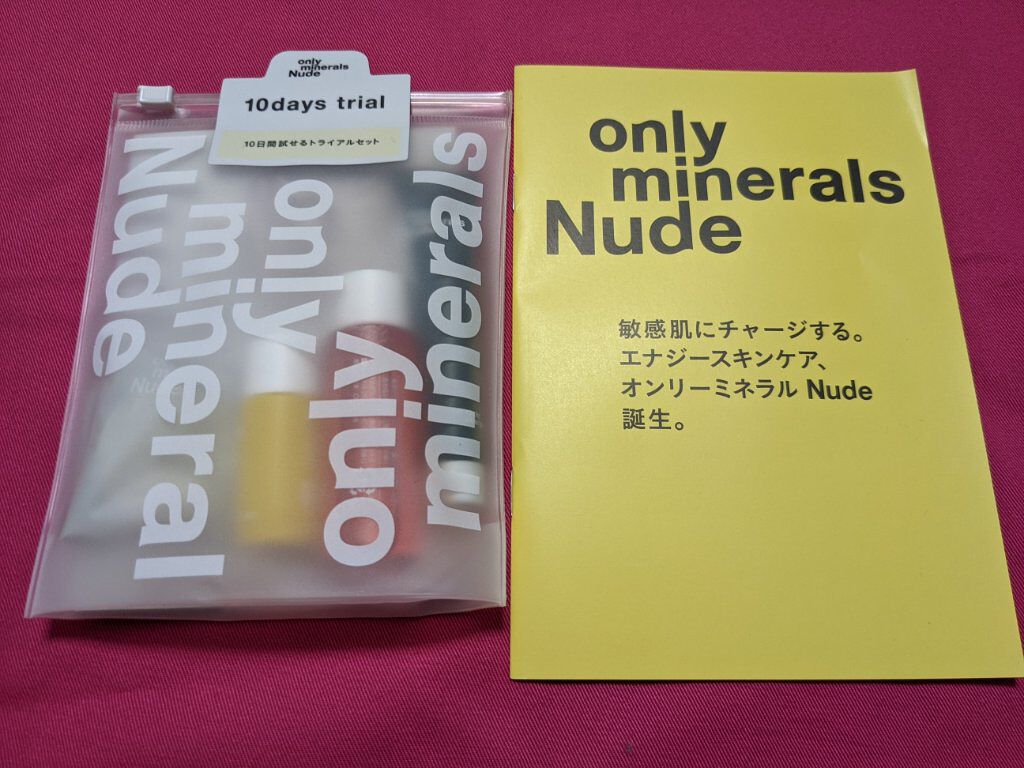 only
minerals
Nude
10days trial
10日間試せるトライアルセット
Nude
mineral
only
only
minerals
Nude
only
minerals
Nude
敏感肌にチャージする。
エナジースキンケア、
オンリーミネラル Nude
誕生。